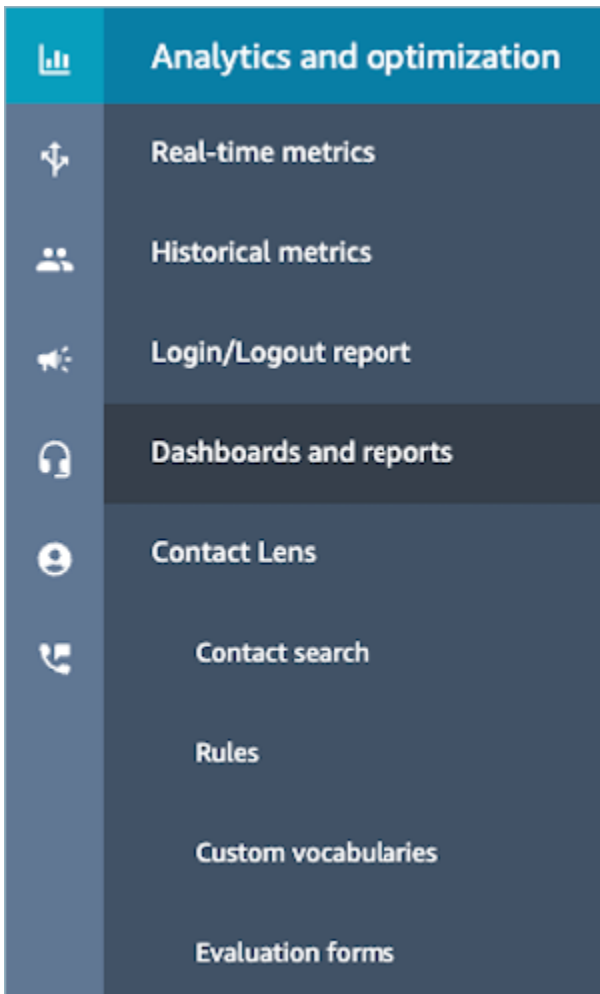 Analytics and optimization
Real-time metrics
Historical metrics
Login/Logout report
Dashboards and reports
Contact Lens
Contact search
Rules
Custom vocabularies
Evaluation forms